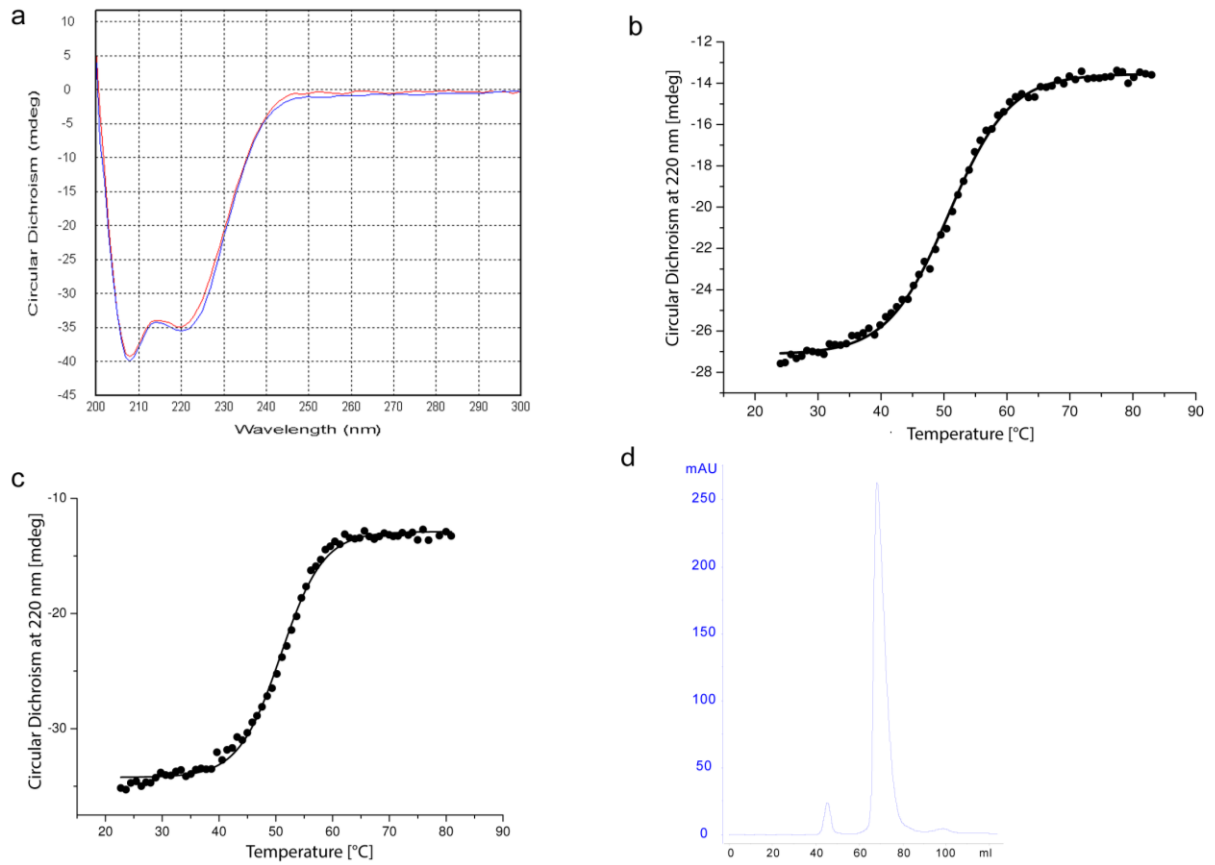 a
10
5
0
-5
-10
-15
-20
-25
-30
-35
-40
-45
Circular Dichroism (mdeg)
200 210 220 230 240 250 260 270 280 290 300
Wavelength (nm)
b
-12
-14
-16
-18
-20
-22
-24
-26
-28
Circular Dichroism at 220 nm [mdeg]
20 30 40 50 60 70 80 90
Temperature [°C]
c
-10
-20
-30
Circular Dichroism at 220 nm [mdeg]
20 30 40 50 60 70 80 90
Temperature [°C]
d
mAU
250
200
150
100
50
0
0 20 40 60 80 100 ml